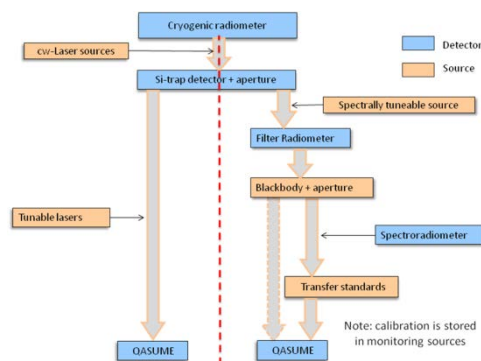 Cryogenic radiometer
cw-Laser sources
Detector
Si-trap detector + aperture
Source
Spectrally tuneable source
Filter Radiometer
Blackbody + aperture
Tunable lasers
Spectroradiometer
Transfer standards
Note: calibration is stored
in monitoring sources
QASUME
QASUME